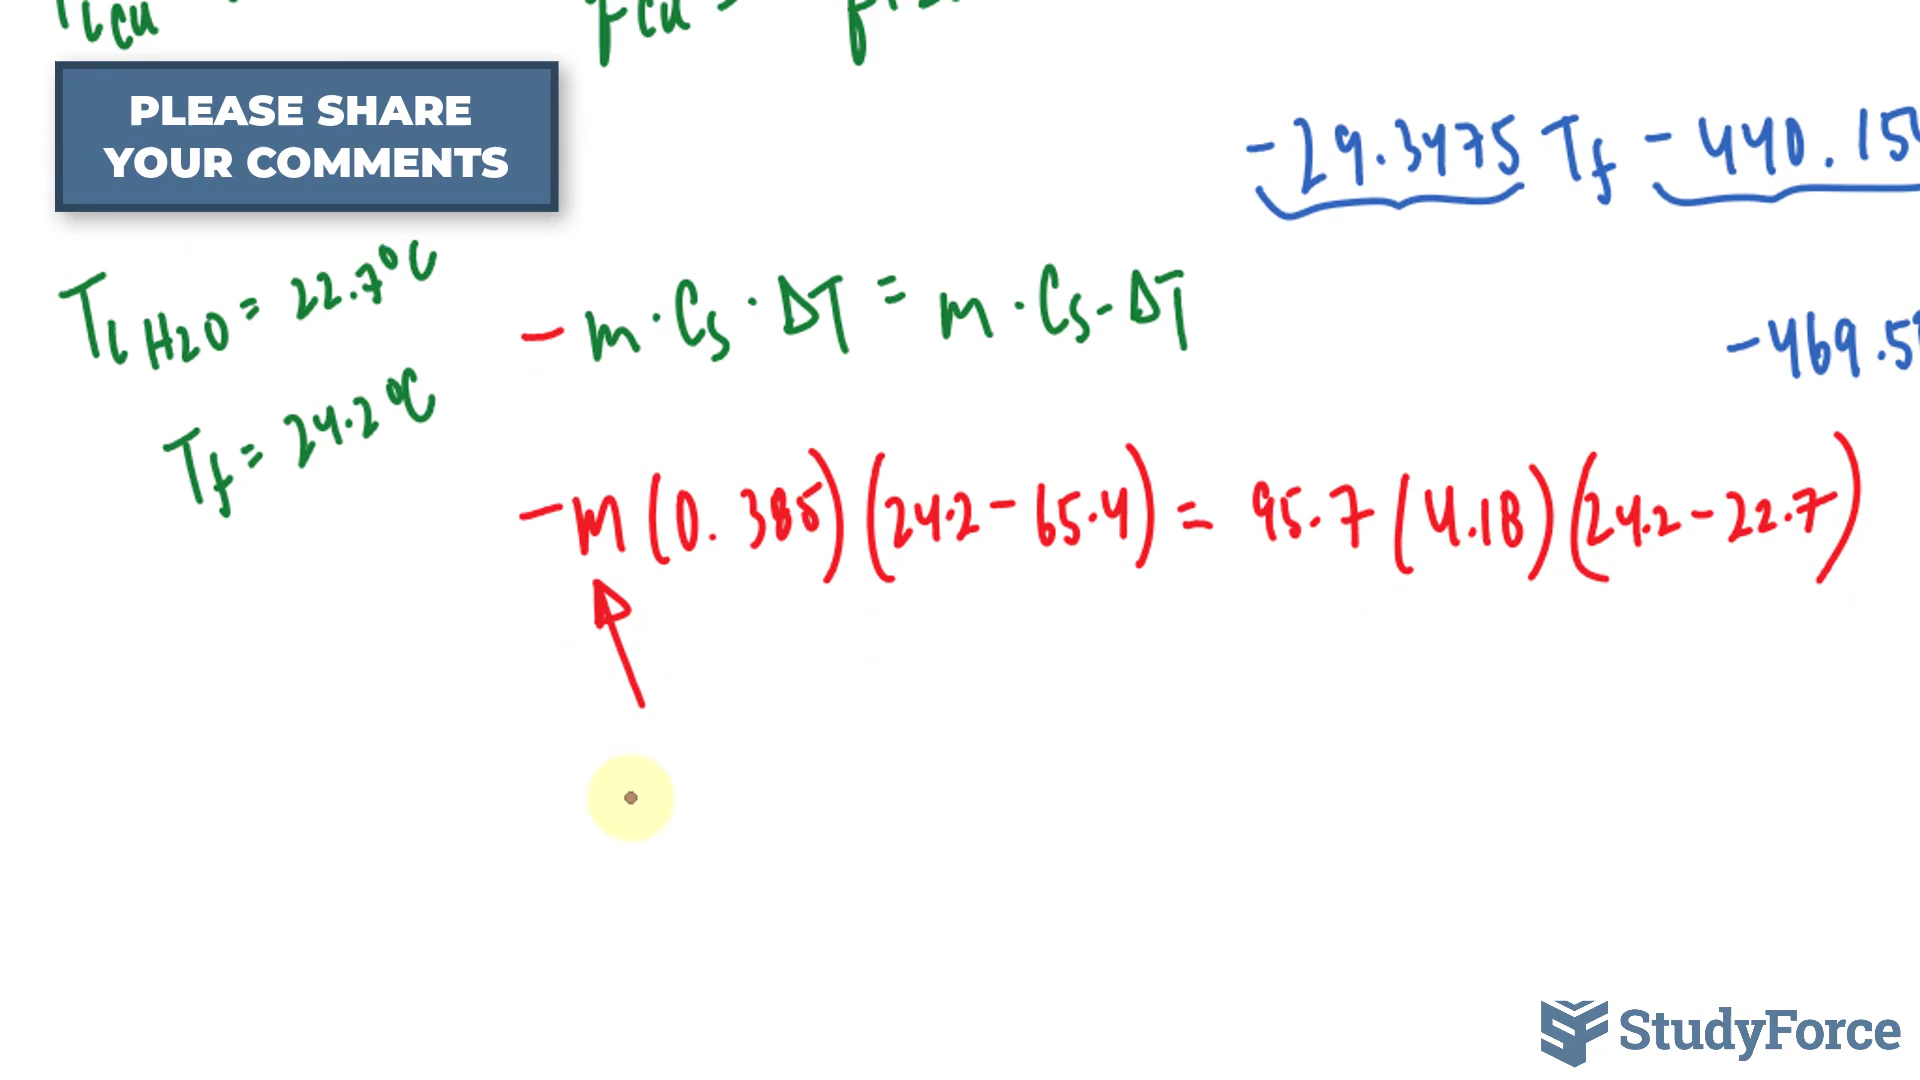 PLEASE SHARE
YOUR COMMENTS
-29.3475 Tf - 440.15
Ti H2O = 22.7°C
- m · Cs · ΔT = m · Cs · ΔT
-469.5
Tf = 24.2°C
-m (0.385)(24.2 - 65.4) = 95.7 (4.18)(24.2 - 22.7)
StudyForce